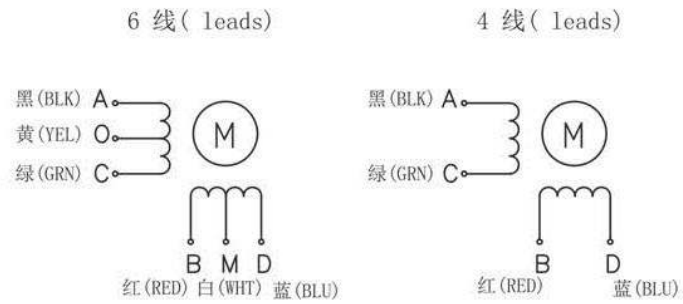 6 线( leads)
黑(BLK) A
黄(YEL) O
绿(GRN) C
M
B M D
红(RED) 白(WHT) 蓝(BLU)
4 线( leads)
黑(BLK) A
绿(GRN) C
M
B D
红(RED) 蓝(BLU)